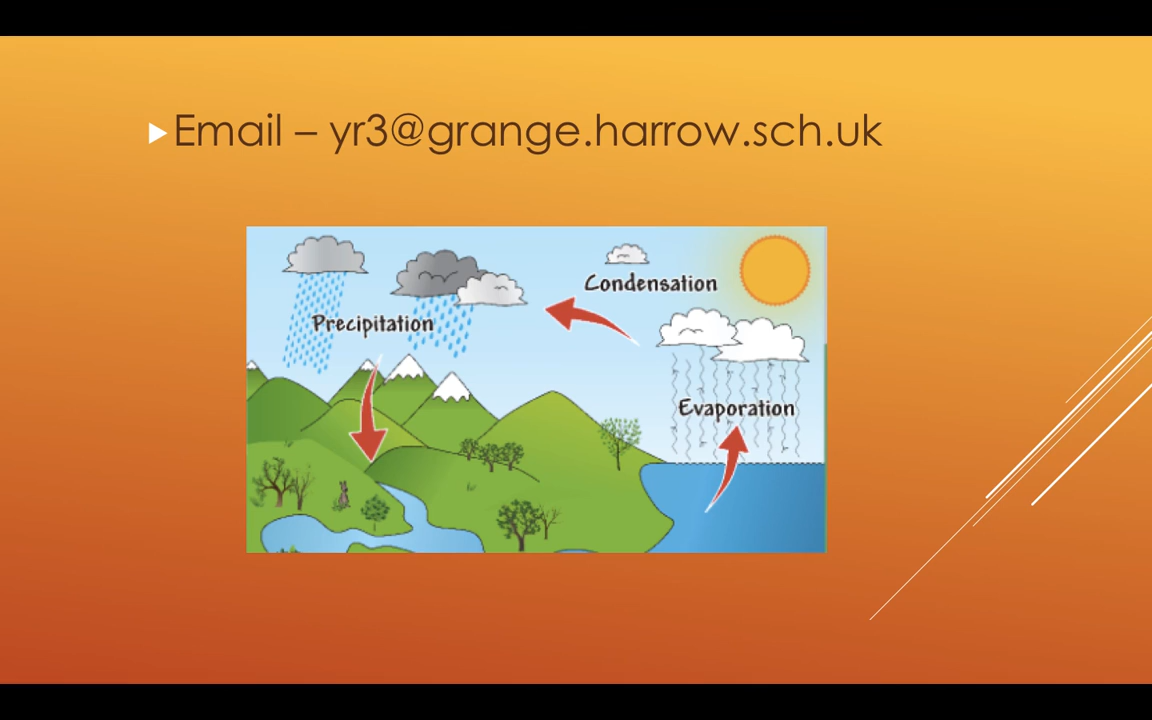 Email – yr3@grange.harrow.sch.uk
Condensation
Precipitation
Evaporation